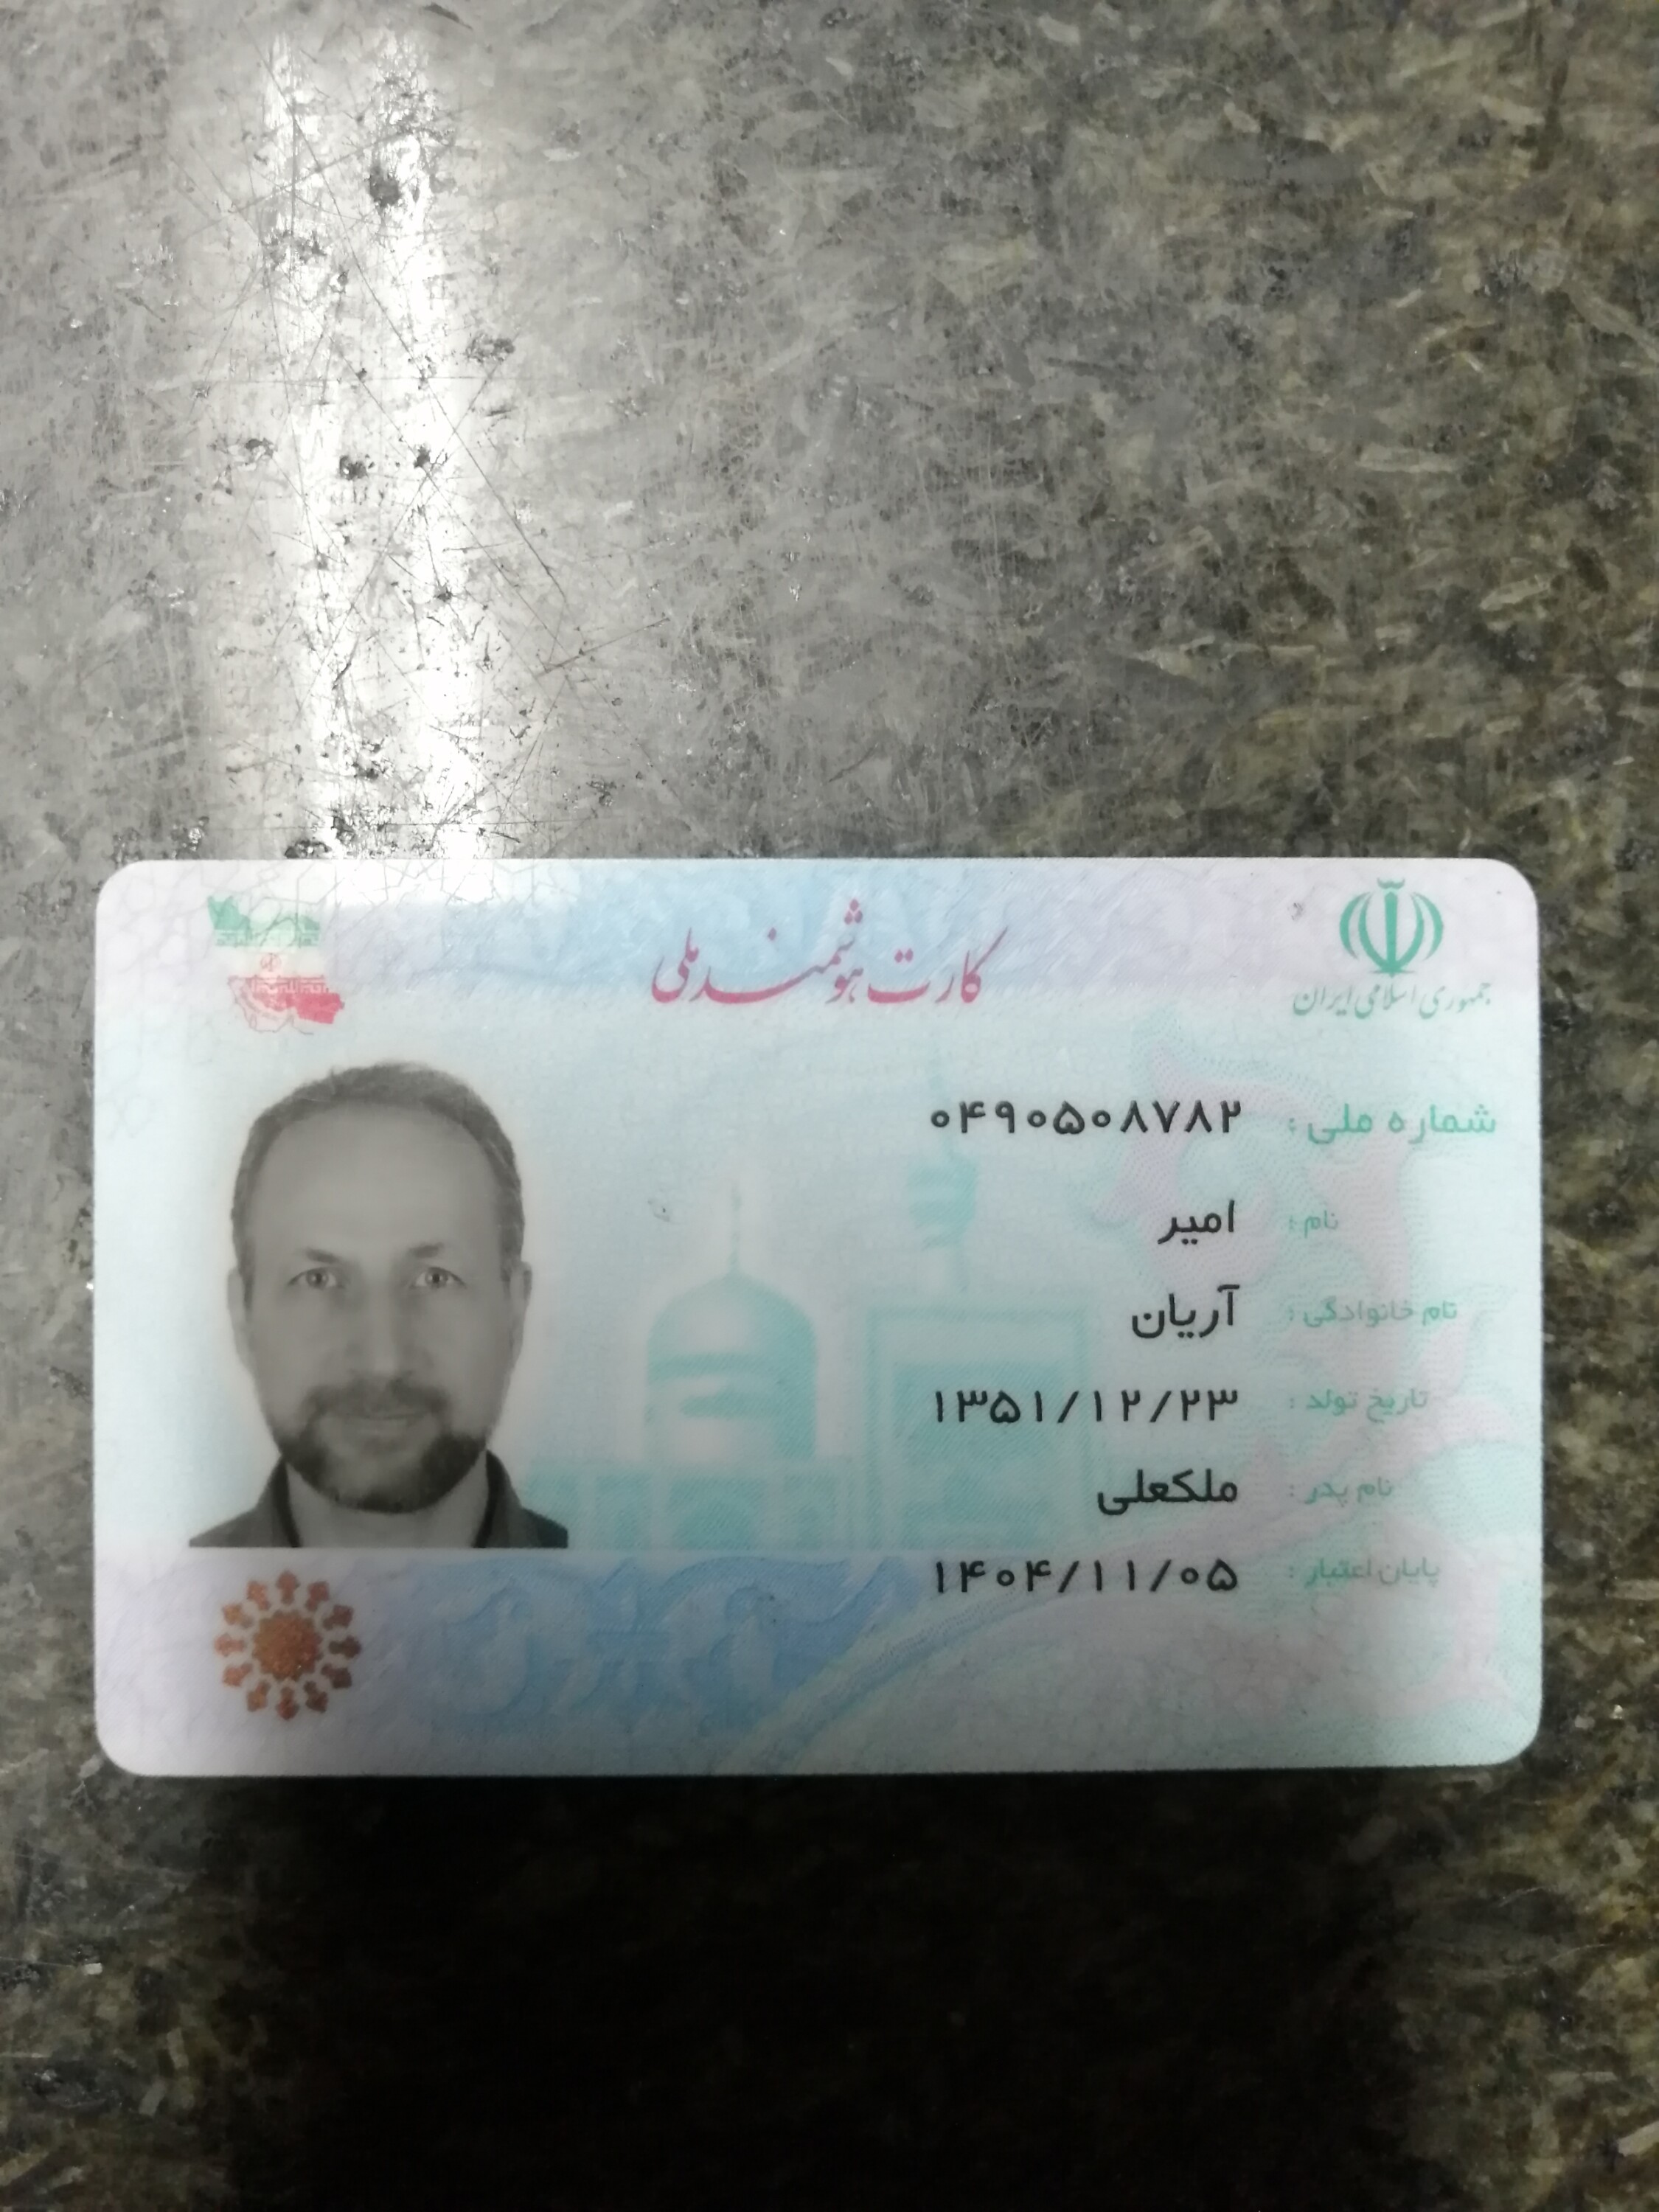 جمهوری اسلامی ایران
کارت هوشمند ملی
شماره ملی : ۰۴۹۰۵۰۸۷۸۲
نام : امیر
نام خانوادگی : آریان
تاریخ تولد : ۱۳۵۱/۱۲/۲۳
نام پدر : ملکعلی
پایان اعتبار : ۱۴۰۴/۱۱/۰۵